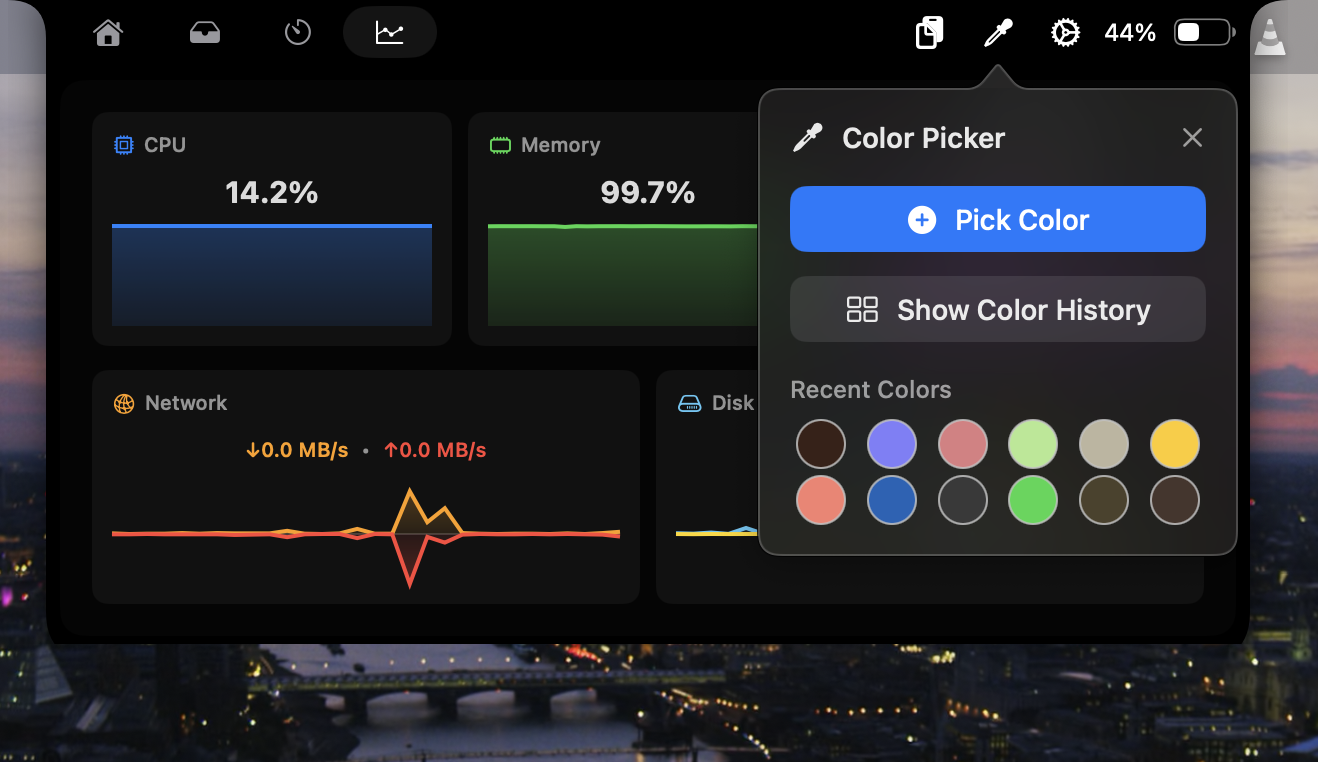 44%
CPU
14.2%
Memory
99.7%
Network
↓0.0 MB/s • ↑0.0 MB/s
Disk
Color Picker
Pick Color
Show Color History
Recent Colors